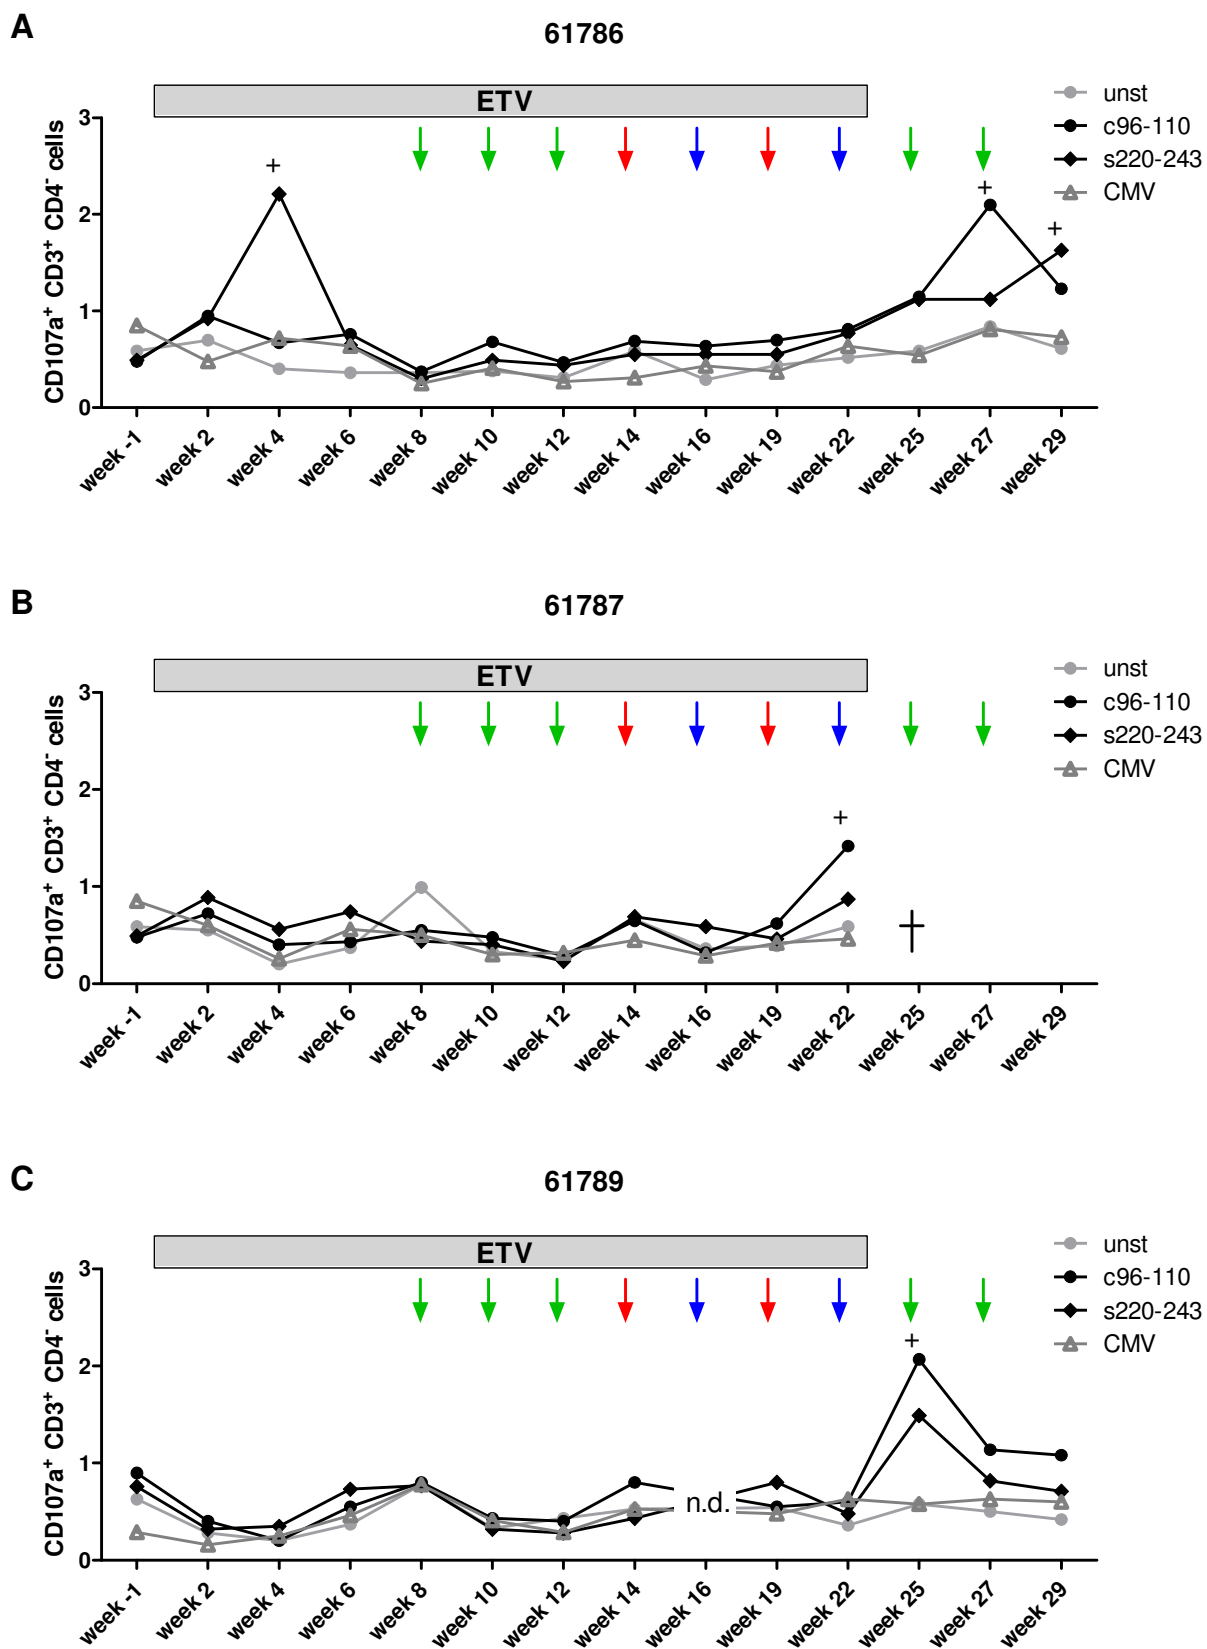 A
61786
ETV
unst
c96-110
s220-243
CMV
CD107a⁺ CD3⁺ CD4⁻ cells
3
2
1
0
+
+
+
week -1
week 2
week 4
week 6
week 8
week 10
week 12
week 14
week 16
week 19
week 22
week 25
week 27
week 29
B
61787
ETV
unst
c96-110
s220-243
CMV
CD107a⁺ CD3⁺ CD4⁻ cells
3
2
1
0
+
week -1
week 2
week 4
week 6
week 8
week 10
week 12
week 14
week 16
week 19
week 22
week 25
week 27
week 29
C
61789
ETV
unst
c96-110
s220-243
CMV
CD107a⁺ CD3⁺ CD4⁻ cells
3
2
1
0
+
n.d.
week -1
week 2
week 4
week 6
week 8
week 10
week 12
week 14
week 16
week 19
week 22
week 25
week 27
week 29